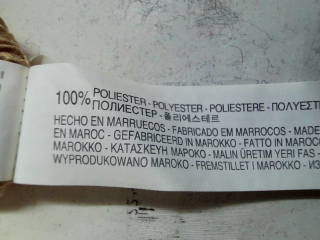 100% POLIESTER - POLYESTER - POLIESTERE - ΠΟΛΥΕΣΤ
ПОЛИЕСТЕР - 폴리에스테르
HECHO EN MARRUECOS - FABRICADO EM MARROCOS - MADE
EN MAROC - GEFABRICEERD IN MAROKKO - FATTO IN MAROCC
MAROKKO - ΚΑΤΑΣΚΕΥΗ ΜΑΡΟΚΟ - MALIN ÜRETIM YERI FAS -
WYPRODUKOWANO MAROKO - FREMSTILLET I MAROKKO - ИЗ